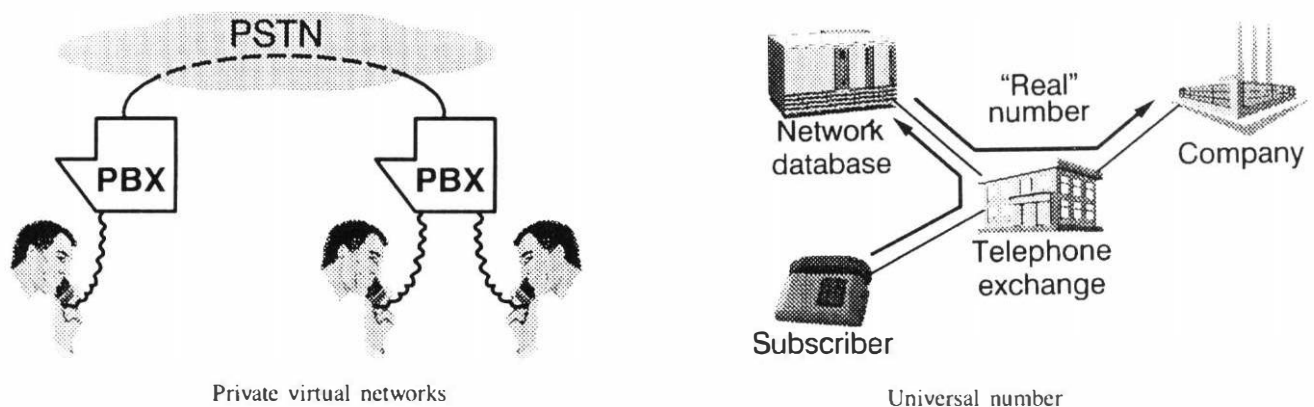 PSTN
PBX
PBX
Private virtual networks
Network
database
"Real"
number
Company
Telephone
exchange
Subscriber
Universal number